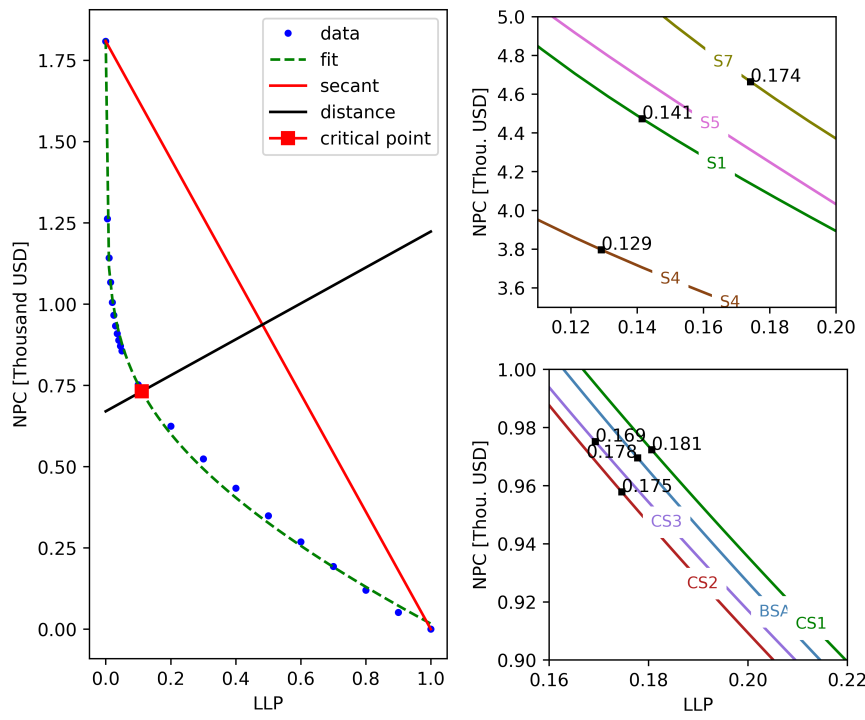 NPC [Thousand USD]
1.75
1.50
1.25
1.00
0.75
0.50
0.25
0.00
0.0 0.2 0.4 0.6 0.8 1.0
LLP
data
fit
secant
distance
critical point
NPC [Thou. USD]
5.0
4.8
4.6
4.4
4.2
4.0
3.8
3.6
0.12 0.14 0.16 0.18 0.20
S7
0.174
0.141
S5
S1
0.129
S4
S4
NPC [Thou. USD]
1.00
0.98
0.96
0.94
0.92
0.90
0.16 0.18 0.20 0.22
LLP
0.169
0.181
0.178
0.175
CS3
CS2
BSA
CS1